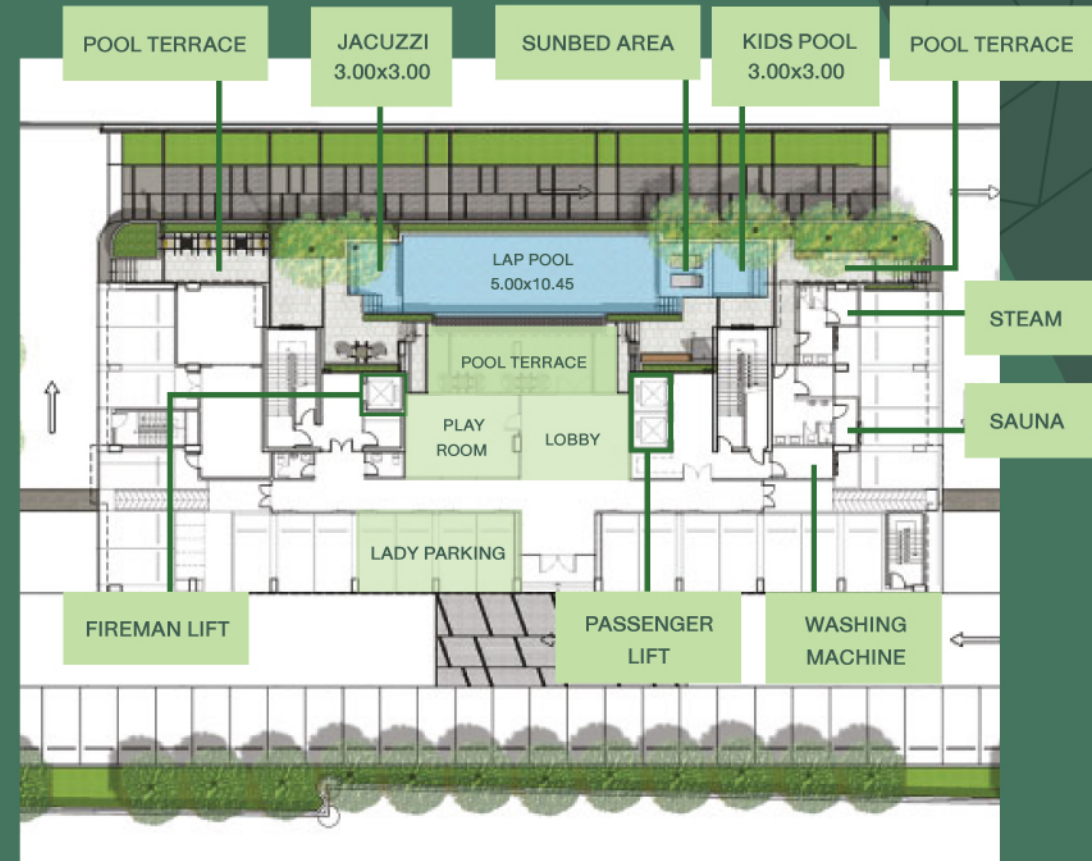 POOL TERRACE
JACUZZI
3.00x3.00
SUNBED AREA
KIDS POOL
3.00x3.00
POOL TERRACE
LAP POOL
5.00x10.45
STEAM
POOL TERRACE
SAUNA
PLAY
ROOM
LOBBY
LADY PARKING
FIREMAN LIFT
PASSENGER
LIFT
WASHING
MACHINE